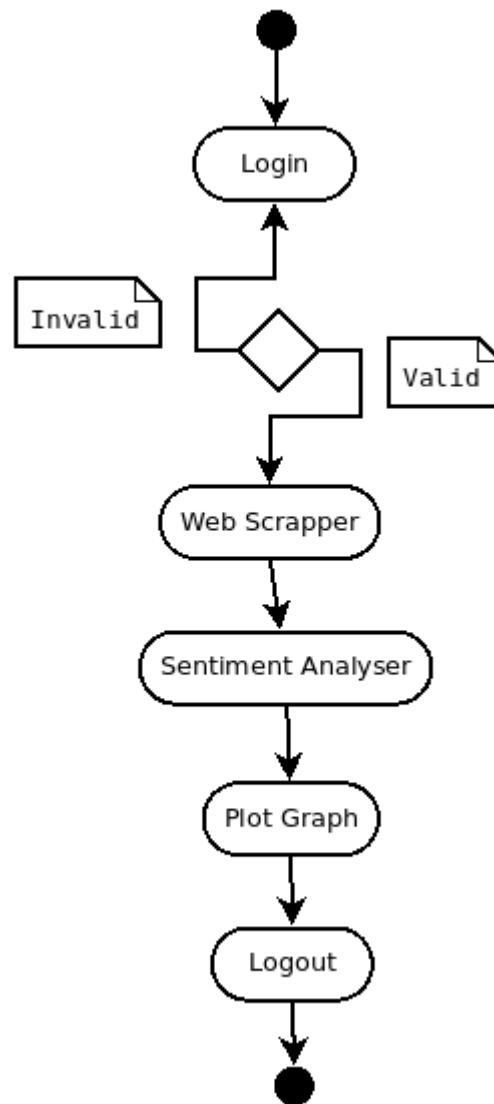 Login
Invalid
Valid
Web Scrapper
Sentiment Analyser
Plot Graph
Logout